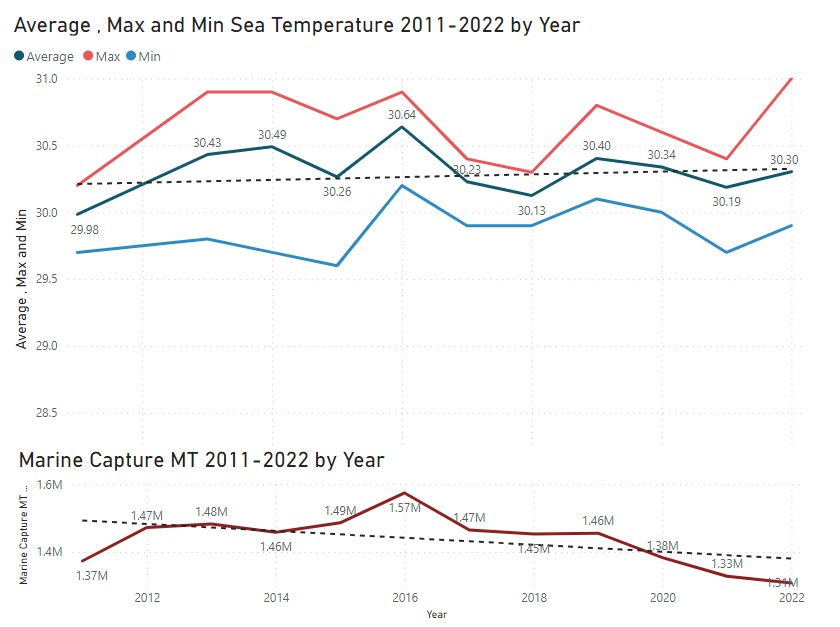 Average , Max and Min Sea Temperature 2011-2022 by Year
Average Max Min
31.0
30.5
30.0
29.5
29.0
28.5
Average , Max and Min
29.98
30.43
30.49
30.26
30.64
30.23
30.13
30.40
30.34
30.19
30.30
Marine Capture MT 2011-2022 by Year
1.6M
1.4M
Marine Capture MT ...
1.37M
1.47M
1.48M
1.46M
1.49M
1.57M
1.47M
1.45M
1.46M
1.38M
1.33M
1.31M
2012 2014 2016 2018 2020 2022
Year